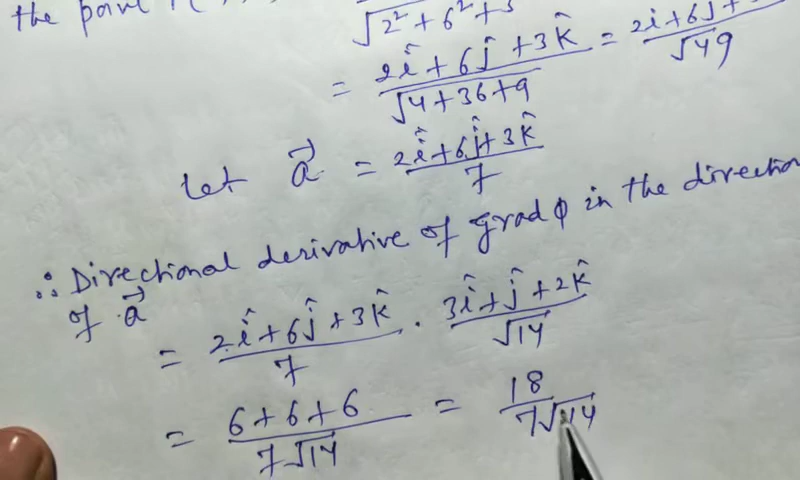 the point
√2² + 6² + 3
= 2î + 6ĵ + 3k̂ / √4 + 36 + 9 = 2i + 6j + / √49
Let a⃗ = 2î + 6ĵ + 3k̂ / 7
∴ Directional derivative of grad ϕ in the direction
of a⃗
= 2î + 6ĵ + 3k̂ / 7 . 3î + ĵ + 2k̂ / √14
= 6 + 6 + 6 / 7√14 = 18 / 7√14